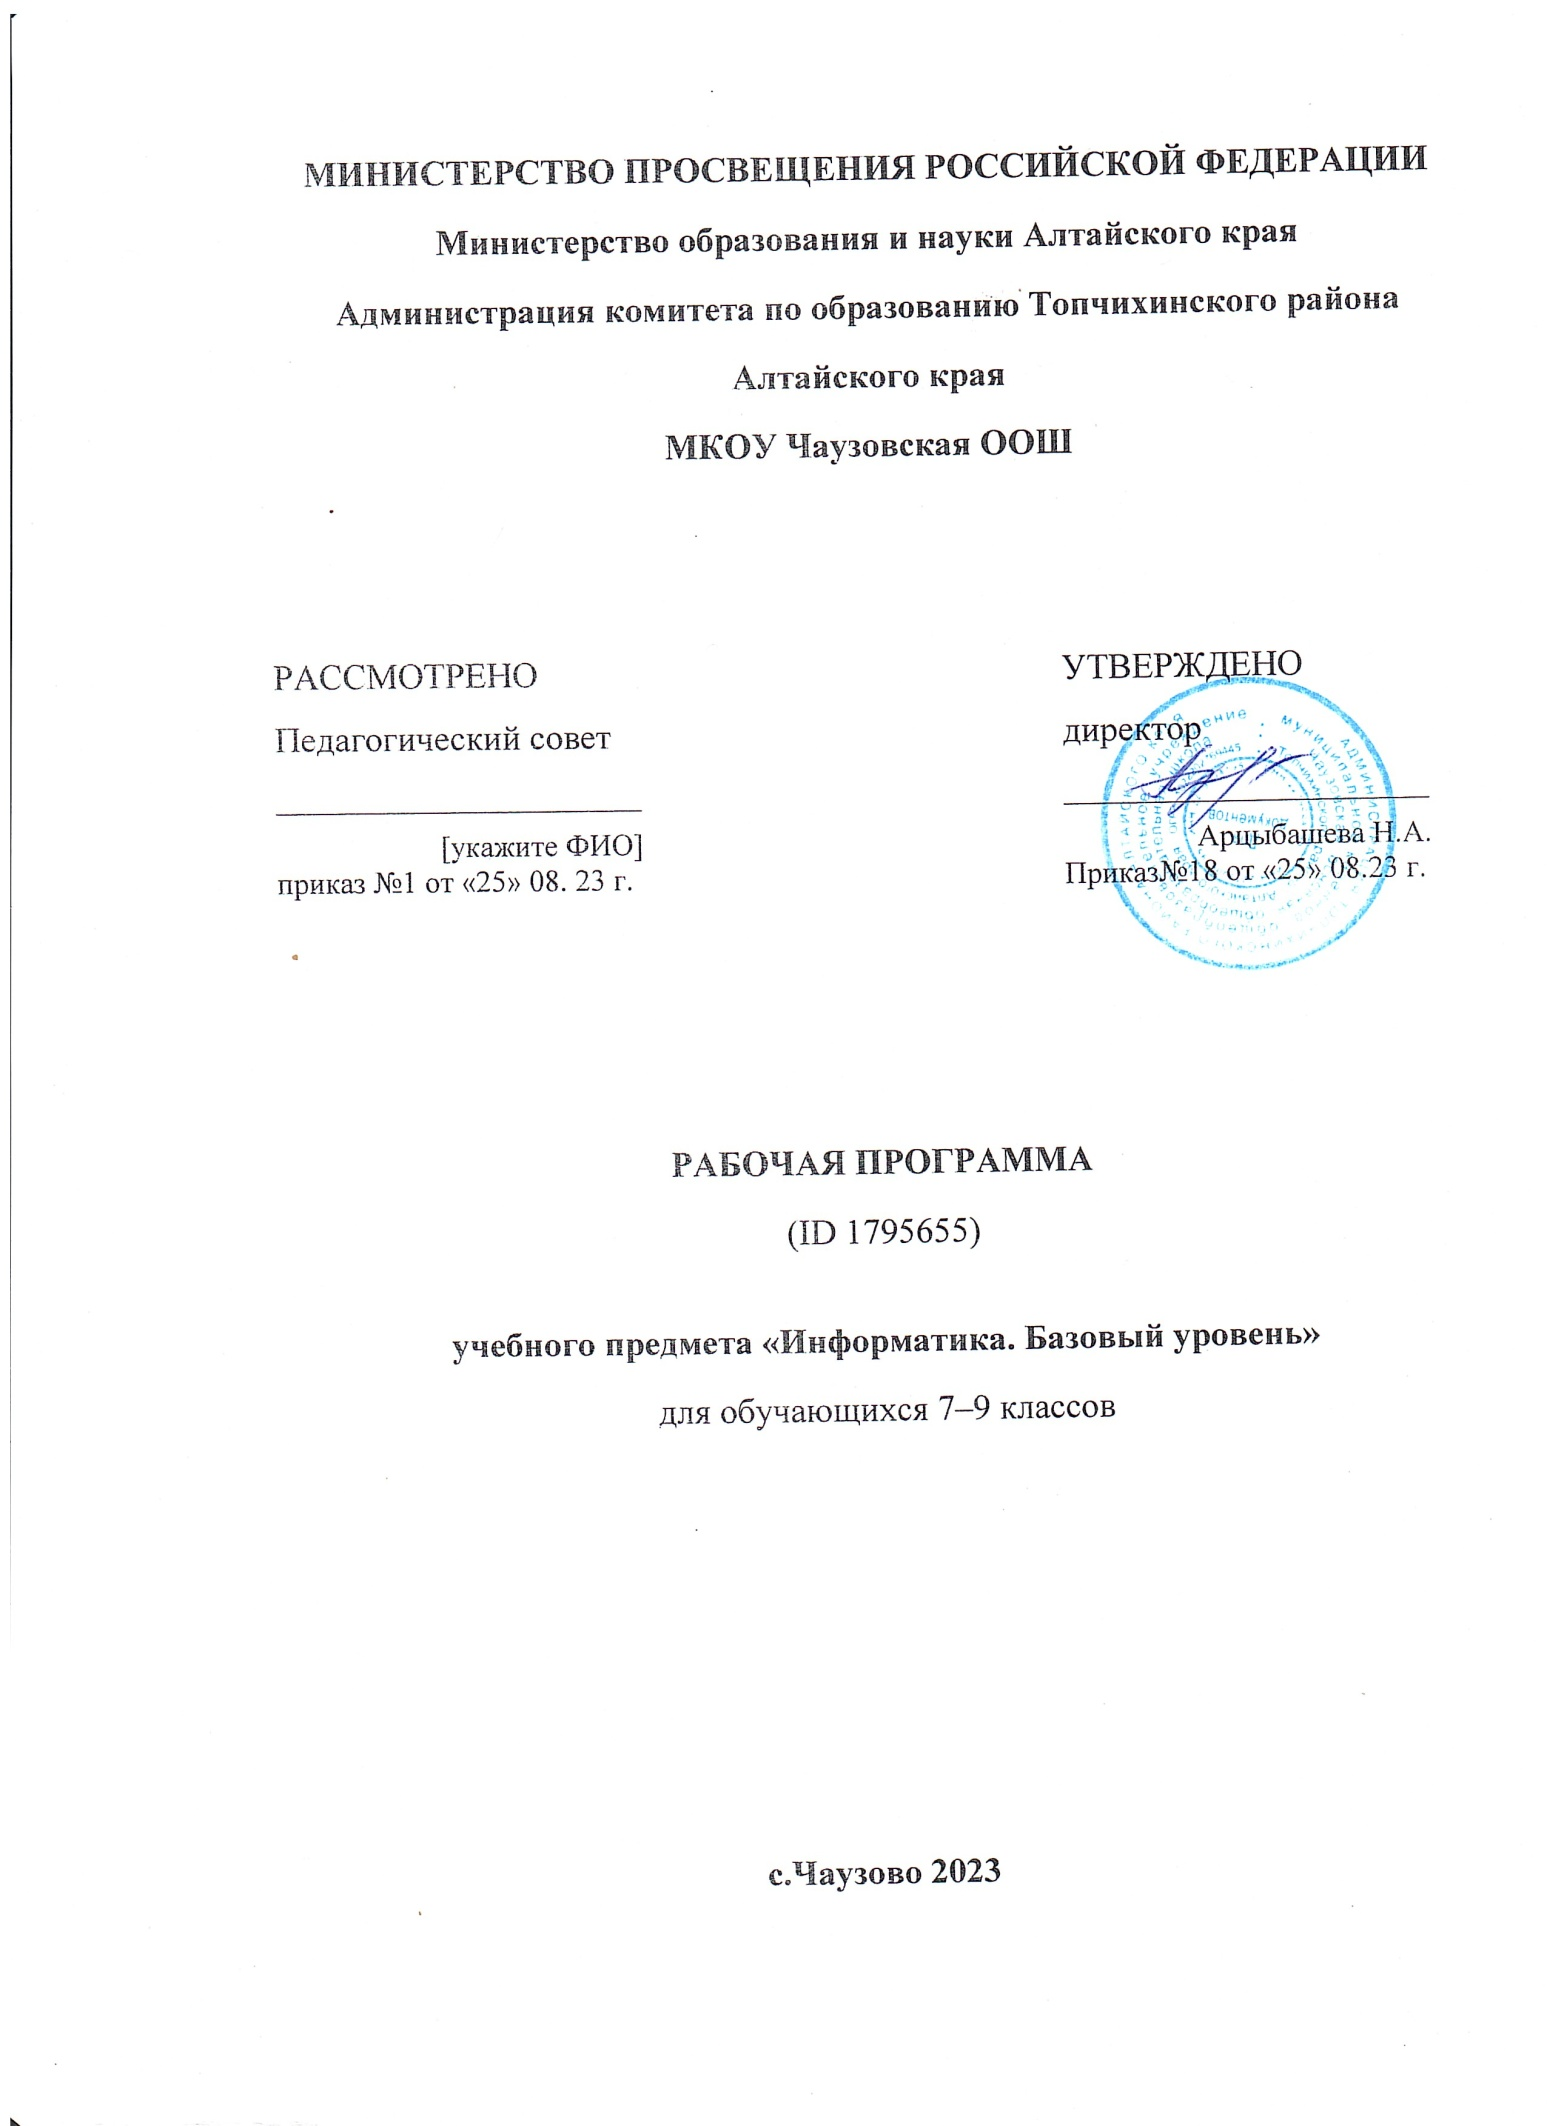 МИНИСТЕРСТВО ПРОСВЕЩЕНИЯ РОССИЙСКОЙ ФЕДЕРАЦИИ
Министерство образования и науки Алтайского края
Администрация комитета по образованию Топчихинского района
Алтайского края
МКОУ Чаузовская ООШ
РАССМОТРЕНО
Педагогический совет
[укажите ФИО]
приказ №1 от «25» 08. 23 г.
УТВЕРЖДЕНО
директор
Арцыбашева Н.А.
Приказ№18 от «25» 08.23 г.
документов
РАБОЧАЯ ПРОГРАММА
(ID 1795655)
учебного предмета «Информатика. Базовый уровень»
для обучающихся 7–9 классов
с.Чаузово 2023